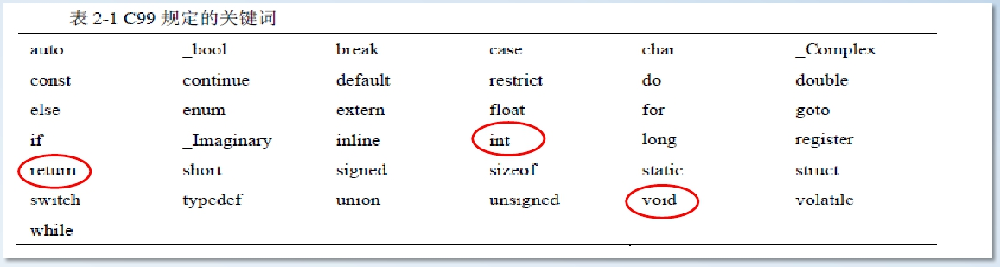 表 2-1 C99 规定的关键词
auto _bool break case char _Complex
const continue default restrict do double
else enum extern float for goto
if _Imaginary inline int long register
return short signed sizeof static struct
switch typedef union unsigned void volatile
while